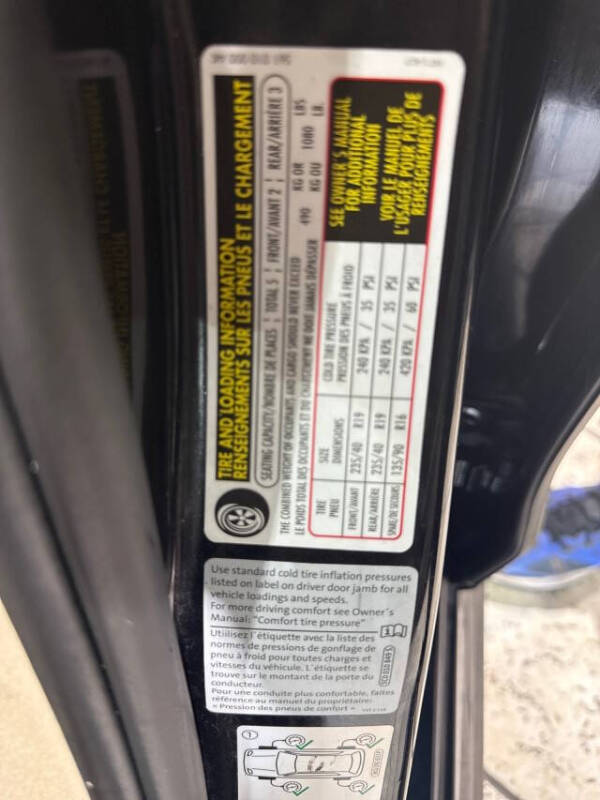 TIRE AND LOADING INFORMATION
RENSEIGNEMENTS SUR LES PNEUS ET LE CHARGEMENT
SEATING CAPACITY/NOMBRE DE PLACES TOTAL 5 FRONT/AVANT 2 REAR/ARRIÈRE 3
THE COMBINED WEIGHT OF OCCUPANTS AND CARGO SHOULD NEVER EXCEED KG OR LBS
LE POIDS TOTAL DES OCCUPANTS ET DU CHARGEMENT NE DOIT JAMAIS DÉPASSER 490 KG OU 1080 LB.
TIRE SIZE COLD TIRE PRESSURE
PNEU DIMENSIONS PRESSION DES PNEUS À FROID
FRONT/AVANT 235/40 R19 240 KPA / 35 PSI
REAR/ARRIÈRE 235/40 R19 240 KPA / 35 PSI
SPARE/DE SECOURS 135/90 R16 420 KPA / 60 PSI
SEE OWNER'S MANUAL
FOR ADDITIONAL
INFORMATION
VOIR LE MANUEL DE
L'USAGER POUR PLUS DE
RENSEIGNEMENTS
Use standard cold tire inflation pressures
listed on label on driver door jamb for all
vehicle loadings and speeds.
For more driving comfort see Owner's
Manual: "Comfort tire pressure"
Utiilisez l'étiquette avec la liste des
normes de pressions de gonflage de
pneu à froid pour toutes charges et
vitesses du véhicule. L'étiquette se
trouve sur le montant de la porte du
conducteur.
Pour une conduite plus confortable, faites
référence au manuel du propriétaire:
« Pression des pneus de confort »
1